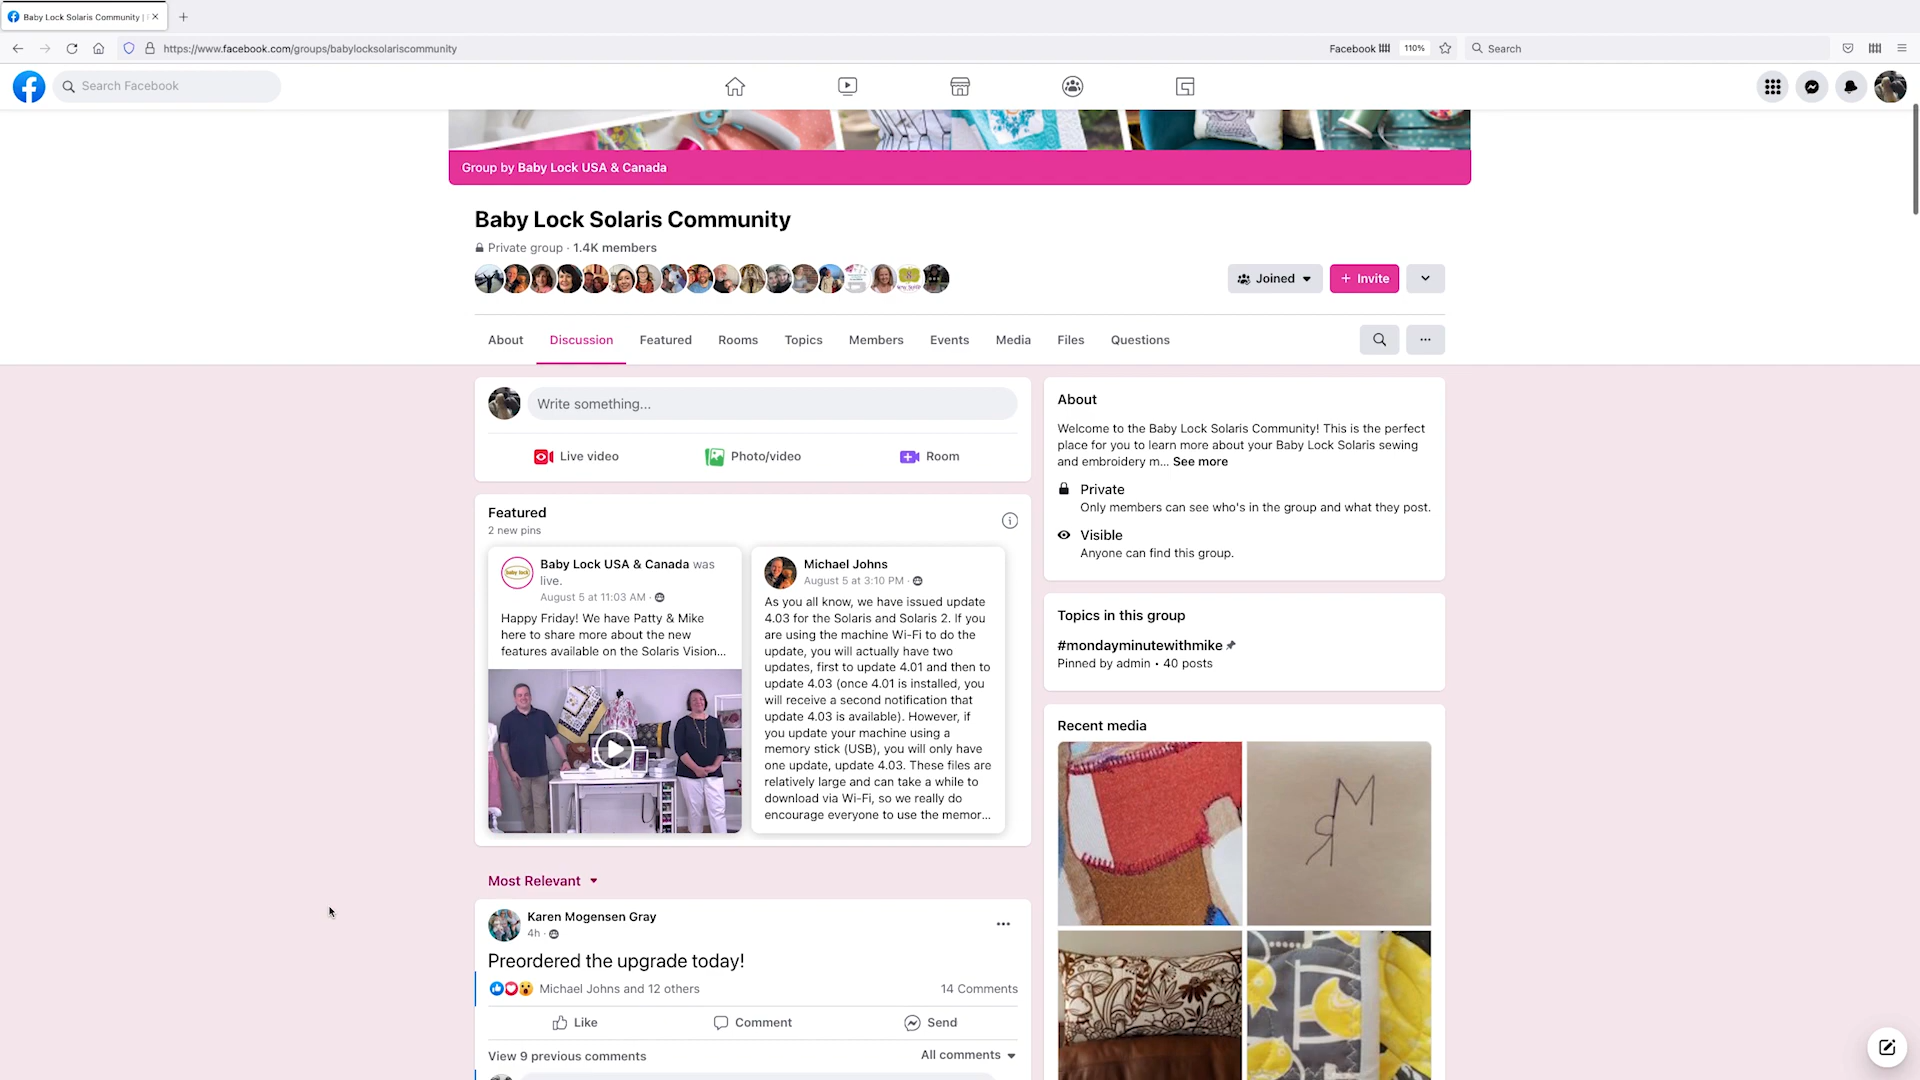 Baby Lock Solaris Community |
https://www.facebook.com/groups/babylocksolariscommunity
Facebook
110%
Search
Search Facebook
Group by Baby Lock USA & Canada
Baby Lock Solaris Community
Private group · 1.4K members
Joined
+ Invite
About
Discussion
Featured
Rooms
Topics
Members
Events
Media
Files
Questions
Write something...
Live video
Photo/video
Room
Featured
2 new pins
Baby Lock USA & Canada was
live.
August 5 at 11:03 AM ·
Happy Friday! We have Patty & Mike
here to share more about the new
features available on the Solaris Vision...
Michael Johns
August 5 at 3:10 PM ·
As you all know, we have issued update
4.03 for the Solaris and Solaris 2. If you
are using the machine Wi-Fi to do the
update, you will actually have two
updates, first to update 4.01 and then to
update 4.03 (once 4.01 is installed, you
will receive a second notification that
update 4.03 is available). However, if
you update your machine using a
memory stick (USB), you will only have
one update, update 4.03. These files are
relatively large and can take a while to
download via Wi-Fi, so we really do
encourage everyone to use the memor...
Most Relevant
Karen Mogensen Gray
4h ·
Preordered the upgrade today!
Michael Johns and 12 others
14 Comments
Like
Comment
Send
View 9 previous comments
All comments
About
Welcome to the Baby Lock Solaris Community! This is the perfect
place for you to learn more about your Baby Lock Solaris sewing
and embroidery m... See more
Private
Only members can see who's in the group and what they post.
Visible
Anyone can find this group.
Topics in this group
#mondayminutewithmike
Pinned by admin • 40 posts
Recent media